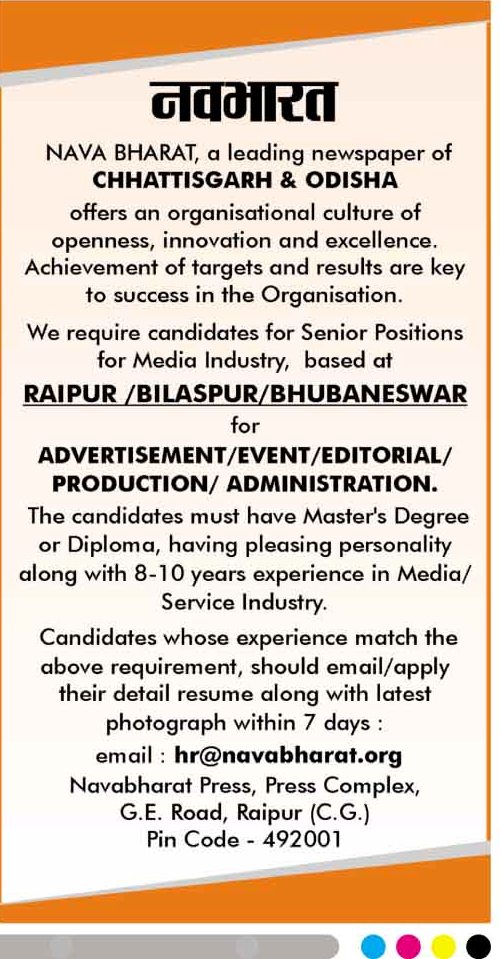 नवभारत
NAVA BHARAT, a leading newspaper of
CHHATTISGARH & ODISHA
offers an organisational culture of
openness, innovation and excellence.
Achievement of targets and results are key
to success in the Organisation.
We require candidates for Senior Positions
for Media Industry, based at
RAIPUR /BILASPUR/BHUBANESWAR
for
ADVERTISEMENT/EVENT/EDITORIAL/
PRODUCTION/ ADMINISTRATION.
The candidates must have Master's Degree
or Diploma, having pleasing personality
along with 8-10 years experience in Media/
Service Industry.
Candidates whose experience match the
above requirement, should email/apply
their detail resume along with latest
photograph within 7 days :
email : hr@navabharat.org
Navabharat Press, Press Complex,
G.E. Road, Raipur (C.G.)
Pin Code - 492001